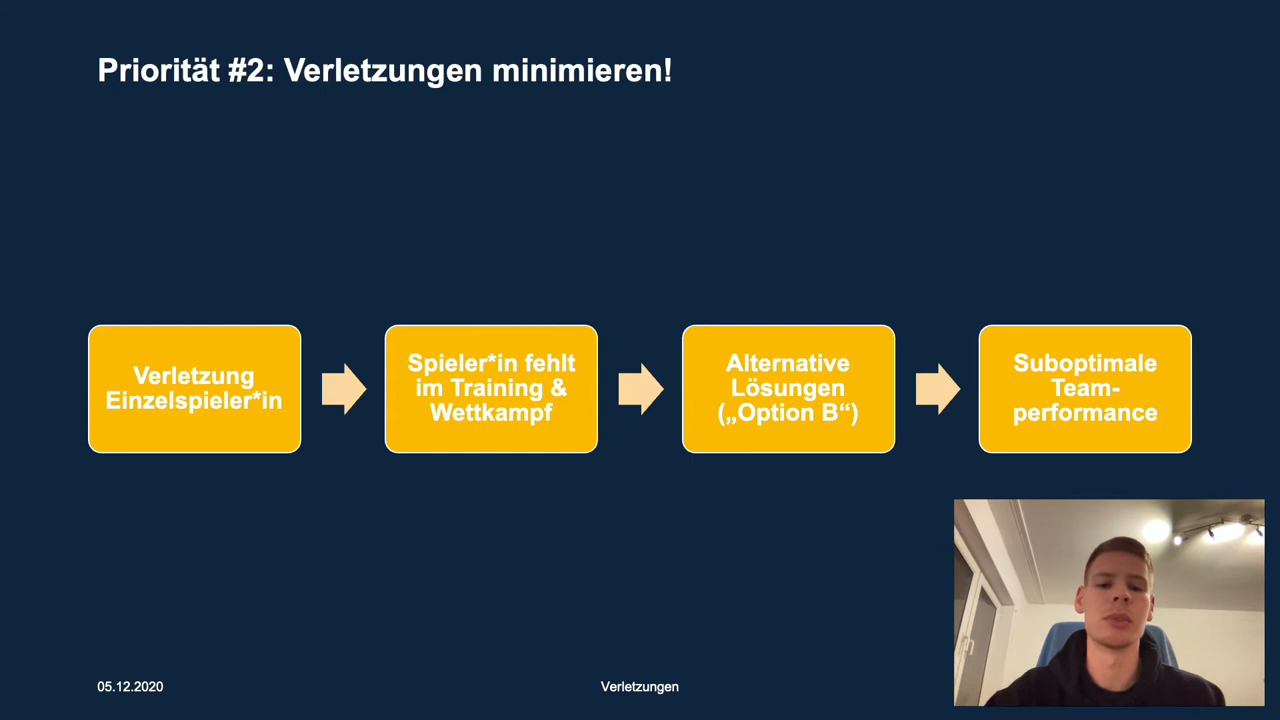 Priorität #2: Verletzungen minimieren!
Verletzung
Einzelspieler*in
Spieler*in fehlt
im Training &
Wettkampf
Alternative
Lösungen
(„Option B“)
Suboptimale
Team-
performance
05.12.2020
Verletzungen